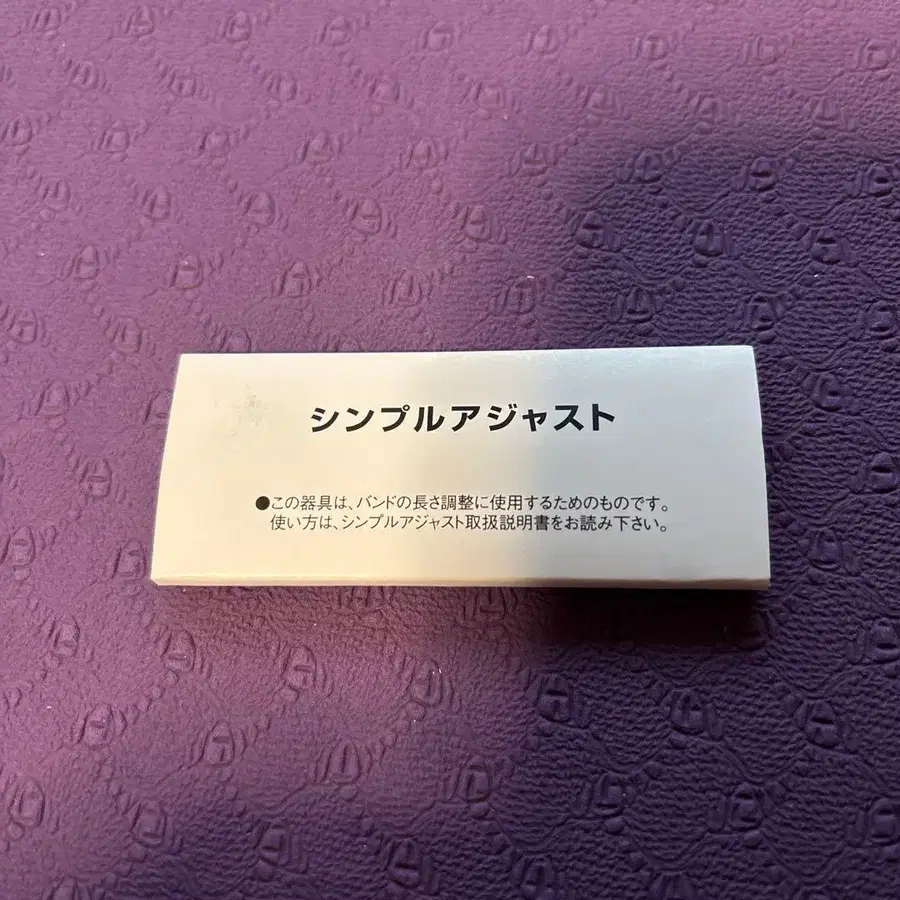 シンプルアジャスト
●この器具は、バンドの長さ調整に使用するためのものです。
使い方は、シンプルアジャスト取扱説明書をお読み下さい。